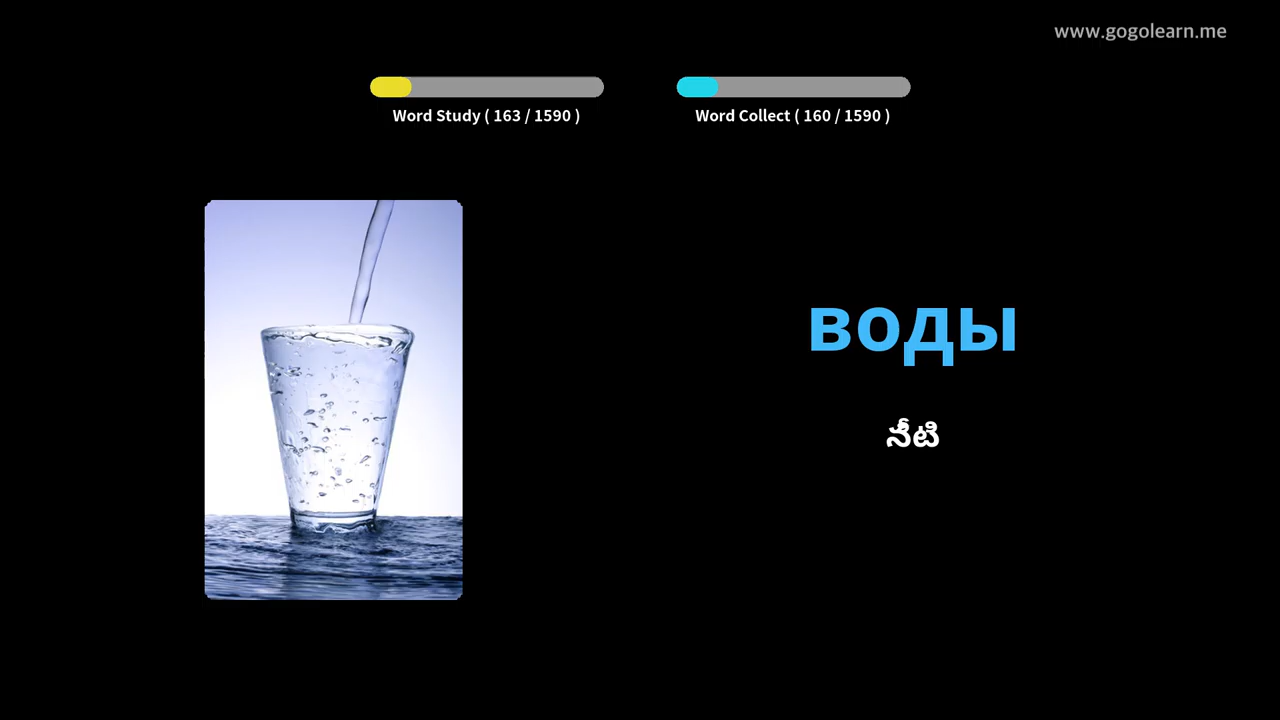 www.gogolearn.me
Word Study ( 163 / 1590 )
Word Collect ( 160 / 1590 )
воды
నీటి